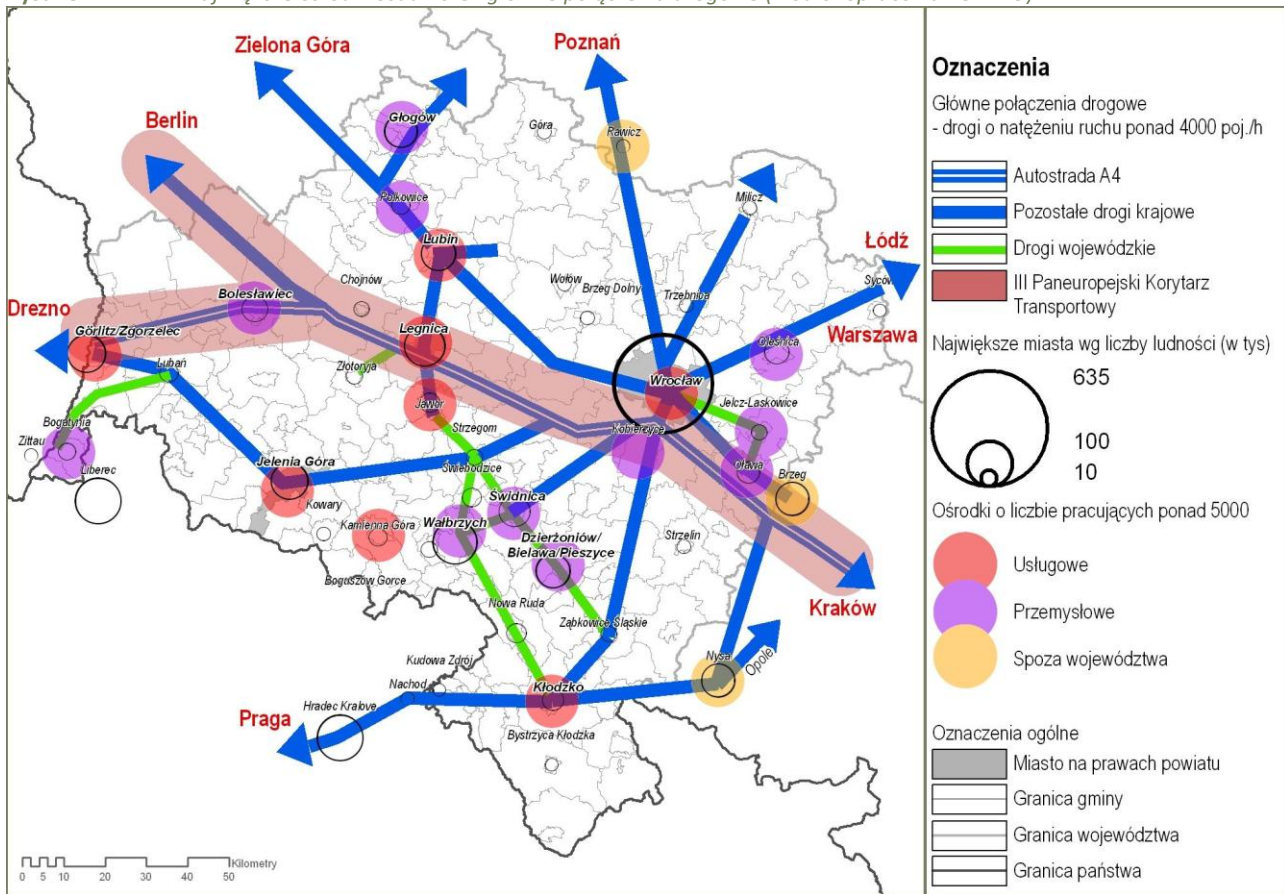 Zielona Góra
Poznań
Berlin
Głogów
Góra
Rawicz
Polkowice
Milicz
Łódź
Lubin
Syców
Chojnów
Wołów
Brzeg Dolny
Trzebnica
Bolesławiec
Drezno
Görlitz/Zgorzelec
Legnica
Oleśnica
Warszawa
Lubań
Złotoryja
Wrocław
Jawor
Jelcz-Laskowice
Bogatynia
Strzegom
Kobierzyce
Zittau
Liberec
Jelenia Góra
Świebodzice
Oława
Brzeg
Kowary
Świdnica
Kamienna Góra
Wałbrzych
Dzierżoniów/
Bielawa/Pieszyce
Strzelin
Boguszów Gorce
Kraków
Nowa Ruda
Ząbkowice Śląskie
Kudowa Zdrój
Nysa
Opole
Nachod
Kłodzko
Hradec Kralove
Praga
Bystrzyca Kłodzka
Kilometry
0 5 10 20 30 40 50
Oznaczenia
Główne połączenia drogowe
- drogi o natężeniu ruchu ponad 4000 poj./h
Autostrada A4
Pozostałe drogi krajowe
Drogi wojewódzkie
III Paneuropejski Korytarz
Transportowy
Największe miasta wg liczby ludności (w tys)
635
100
10
Ośrodki o liczbie pracujących ponad 5000
Usługowe
Przemysłowe
Spoza województwa
Oznaczenia ogólne
Miasto na prawach powiatu
Granica gminy
Granica województwa
Granica państwa